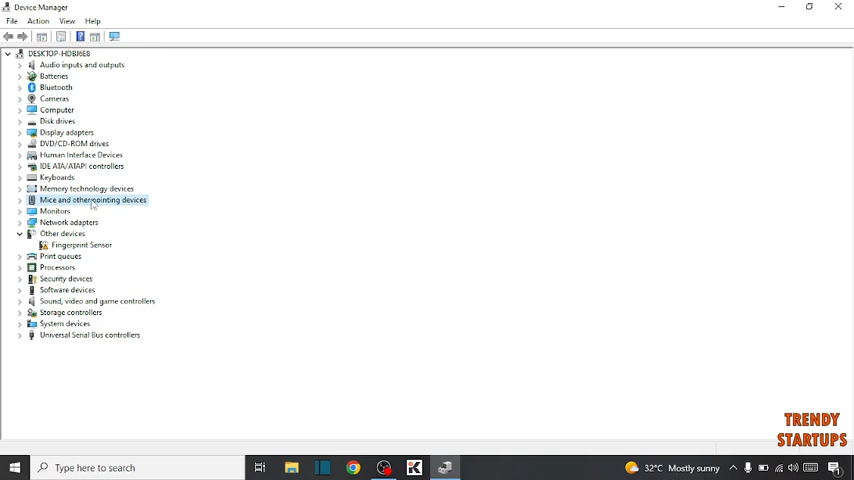 Device Manager
File Action View Help
DESKTOP-HDBJ6E8
Audio inputs and outputs
Batteries
Bluetooth
Cameras
Computer
Disk drives
Display adapters
DVD/CD-ROM drives
Human Interface Devices
IDE ATA/ATAPI controllers
Keyboards
Memory technology devices
Mice and other pointing devices
Monitors
Network adapters
Other devices
Fingerprint Sensor
Print queues
Processors
Security devices
Software devices
Sound, video and game controllers
Storage controllers
System devices
Universal Serial Bus controllers
TRENDY
STARTUPS
Type here to search
32°C Mostly sunny
1